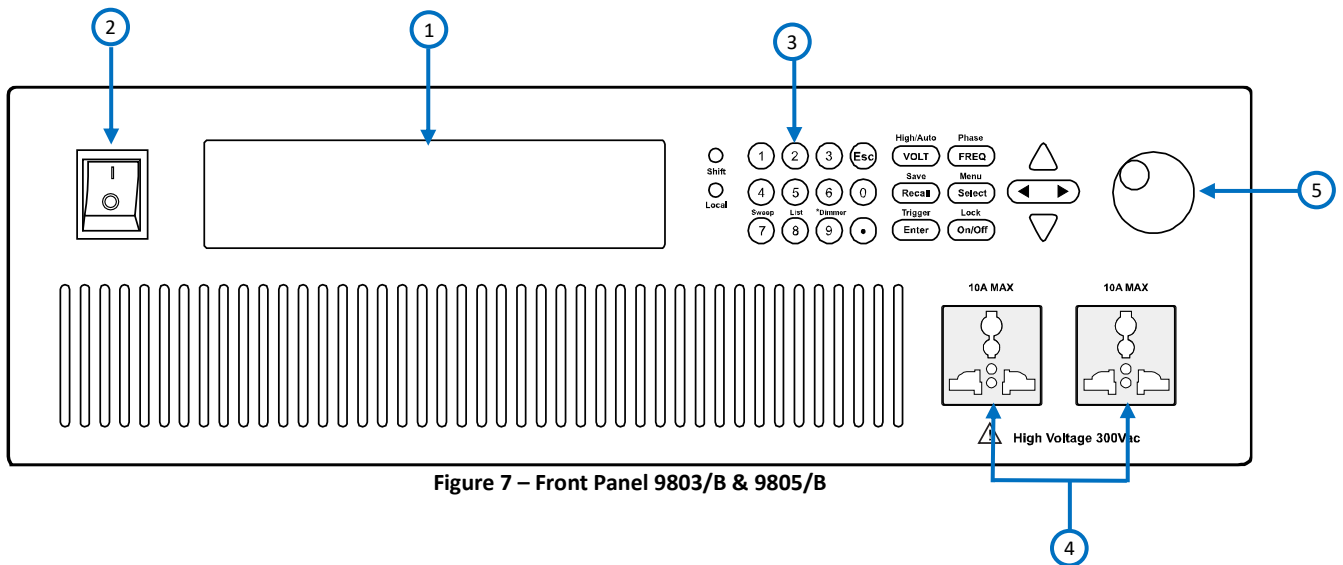 2
1
3
5
High/Auto Phase
1 2 3 Esc VOLT FREQ
Shift
Save Menu
4 5 6 0 Recall Select
Local
Sweep List *Dimmer Trigger Lock
7 8 9 • Enter On/Off
10A MAX 10A MAX
High Voltage 300Vac
Figure 7 – Front Panel 9803/B & 9805/B
4